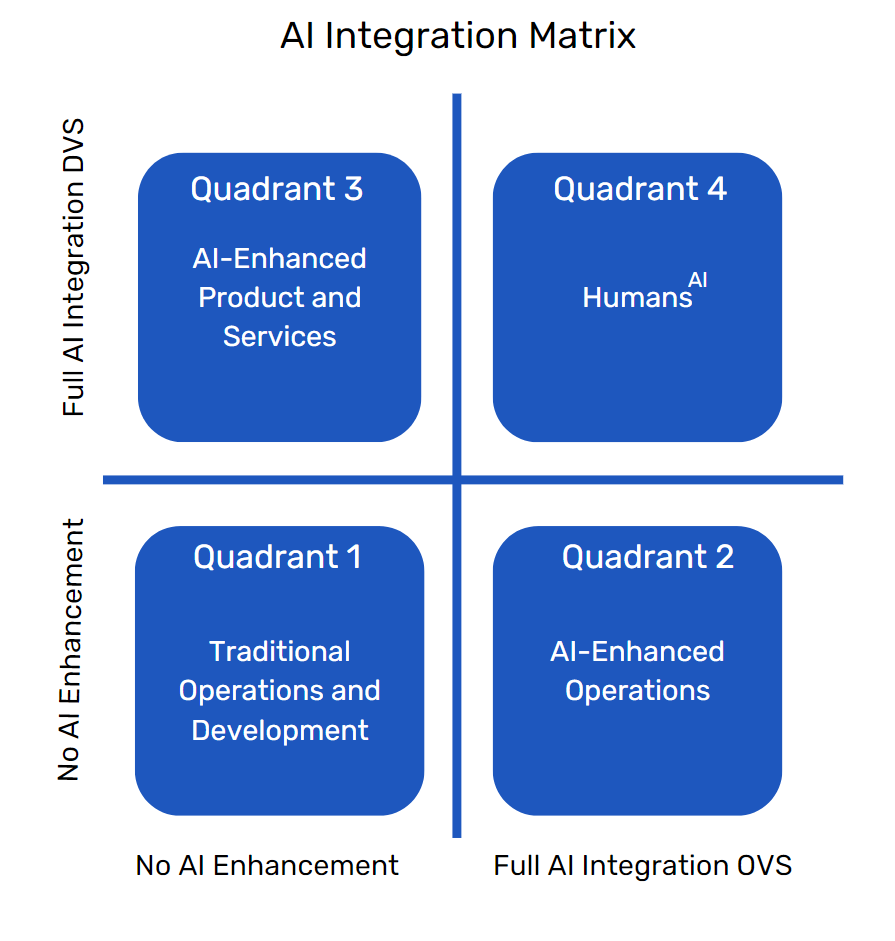 AI Integration Matrix
Full AI Integration DVS
Quadrant 3
AI-Enhanced
Product and
Services
Quadrant 4
Humans^AI
No AI Enhancement
Quadrant 1
Traditional
Operations and
Development
Quadrant 2
AI-Enhanced
Operations
No AI Enhancement
Full AI Integration OVS